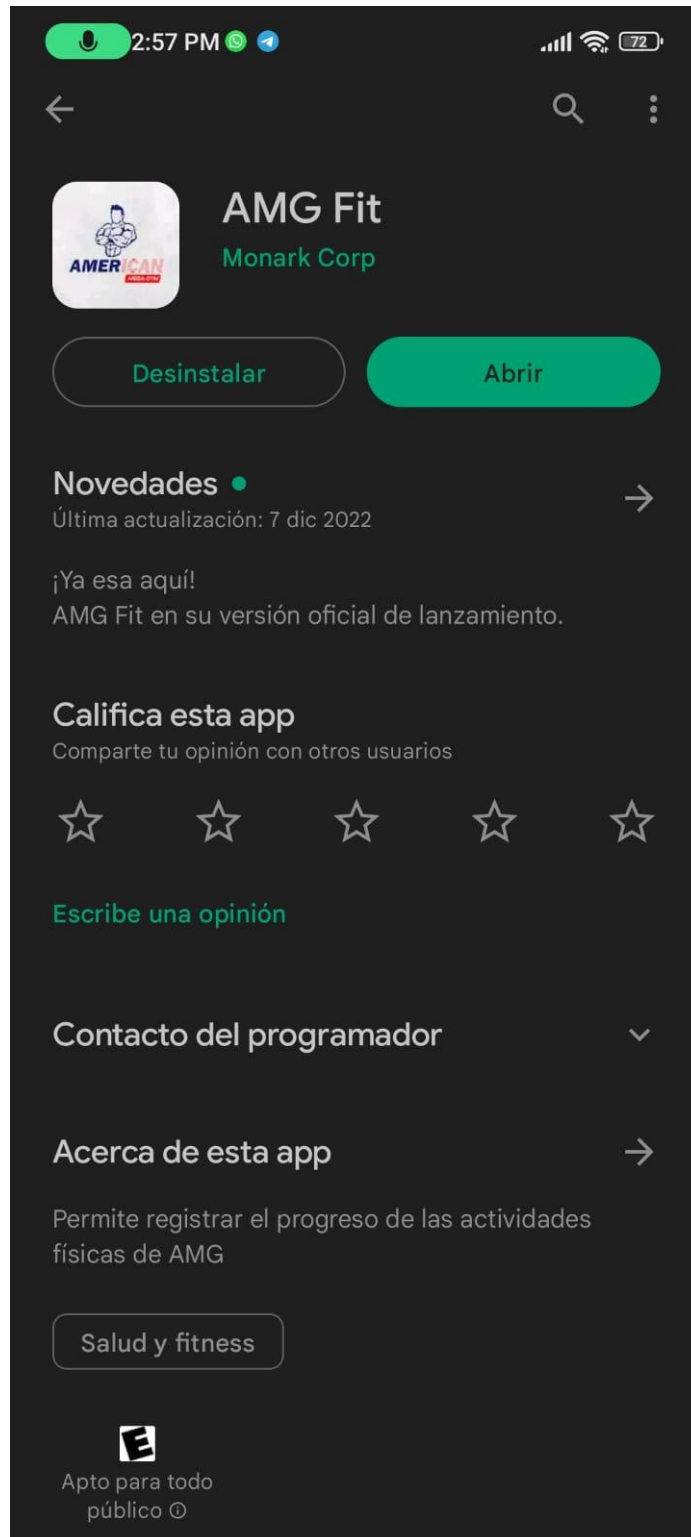 2:57 PM
72
AMERICAN
MEGA-GYM
AMG Fit
Monark Corp
Desinstalar
Abrir
Novedades
Última actualización: 7 dic 2022
¡Ya esa aquí!
AMG Fit en su versión oficial de lanzamiento.
Califica esta app
Comparte tu opinión con otros usuarios
Escribe una opinión
Contacto del programador
Acerca de esta app
Permite registrar el progreso de las actividades
físicas de AMG
Salud y fitness
E
Apto para todo
público